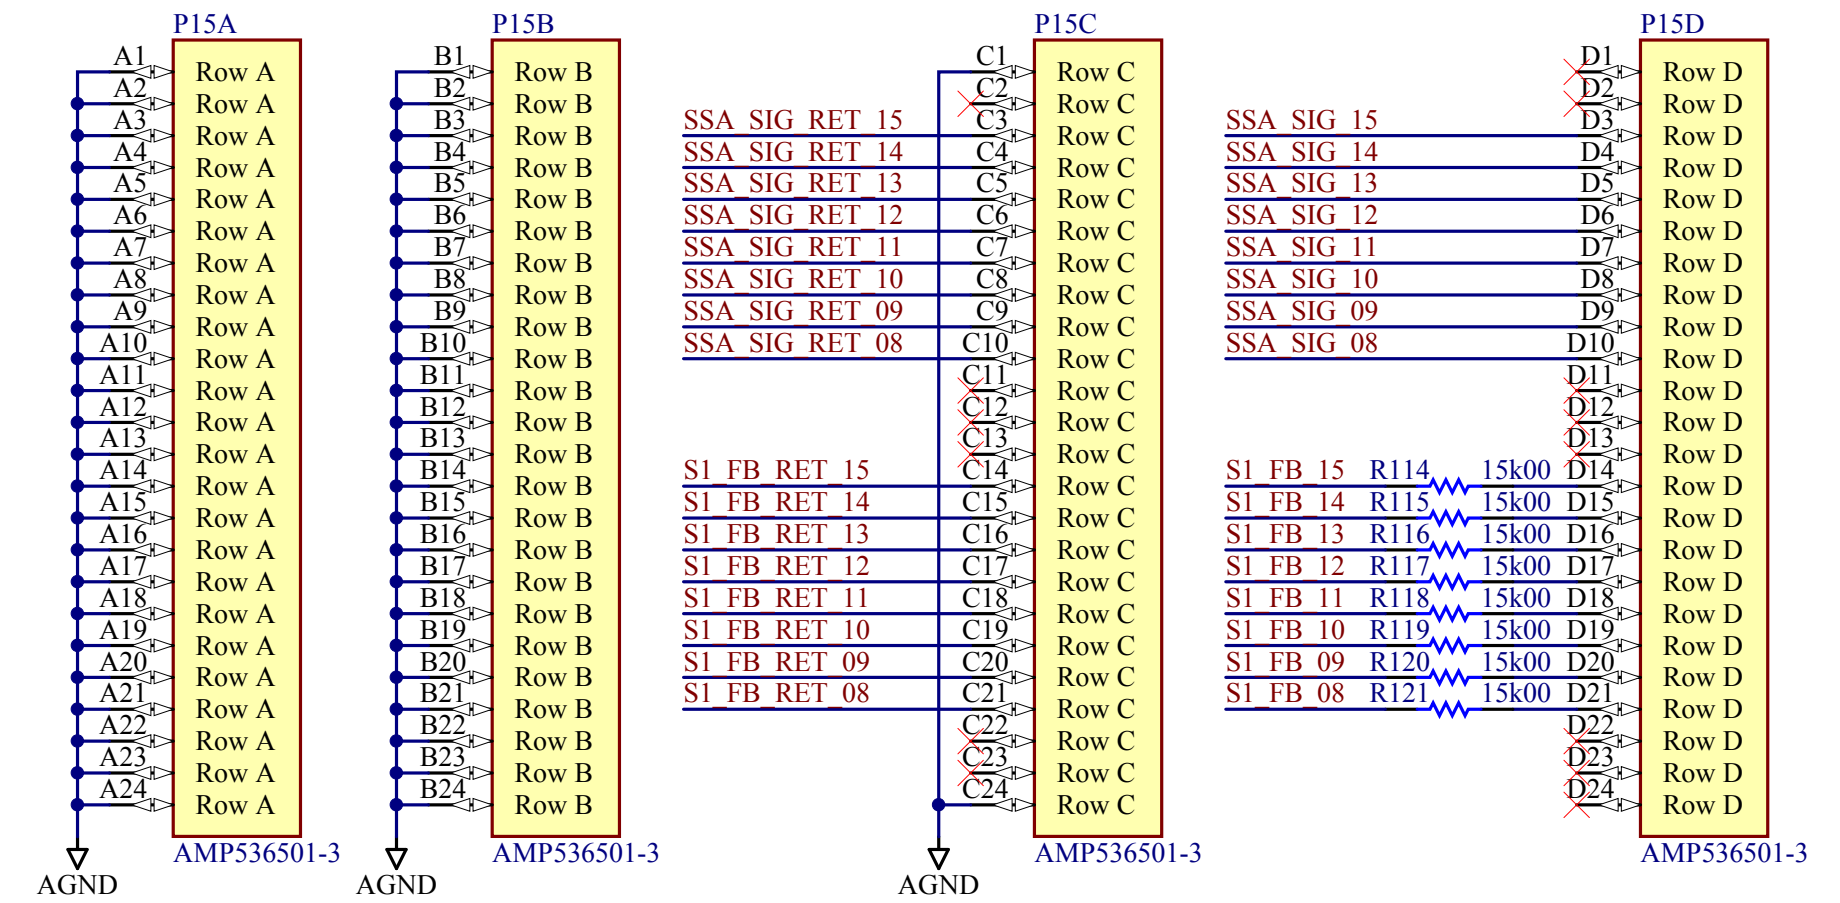 P15A P15B P15C P15D
A1 Row A B1 Row B C1 Row C D1 Row D
A2 Row A B2 Row B C2 Row C D2 Row D
A3 Row A B3 Row B SSA_SIG_RET_15 C3 Row C SSA_SIG_15 D3 Row D
A4 Row A B4 Row B SSA_SIG_RET_14 C4 Row C SSA_SIG_14 D4 Row D
A5 Row A B5 Row B SSA_SIG_RET_13 C5 Row C SSA_SIG_13 D5 Row D
A6 Row A B6 Row B SSA_SIG_RET_12 C6 Row C SSA_SIG_12 D6 Row D
A7 Row A B7 Row B SSA_SIG_RET_11 C7 Row C SSA_SIG_11 D7 Row D
A8 Row A B8 Row B SSA_SIG_RET_10 C8 Row C SSA_SIG_10 D8 Row D
A9 Row A B9 Row B SSA_SIG_RET_09 C9 Row C SSA_SIG_09 D9 Row D
A10 Row A B10 Row B SSA_SIG_RET_08 C10 Row C SSA_SIG_08 D10 Row D
A11 Row A B11 Row B C11 Row C D11 Row D
A12 Row A B12 Row B C12 Row C D12 Row D
A13 Row A B13 Row B C13 Row C D13 Row D
A14 Row A B14 Row B S1_FB_RET_15 C14 Row C S1_FB_15 R114 15k00 D14 Row D
A15 Row A B15 Row B S1_FB_RET_14 C15 Row C S1_FB_14 R115 15k00 D15 Row D
A16 Row A B16 Row B S1_FB_RET_13 C16 Row C S1_FB_13 R116 15k00 D16 Row D
A17 Row A B17 Row B S1_FB_RET_12 C17 Row C S1_FB_12 R117 15k00 D17 Row D
A18 Row A B18 Row B S1_FB_RET_11 C18 Row C S1_FB_11 R118 15k00 D18 Row D
A19 Row A B19 Row B S1_FB_RET_10 C19 Row C S1_FB_10 R119 15k00 D19 Row D
A20 Row A B20 Row B S1_FB_RET_09 C20 Row C S1_FB_09 R120 15k00 D20 Row D
A21 Row A B21 Row B S1_FB_RET_08 C21 Row C S1_FB_08 R121 15k00 D21 Row D
A22 Row A B22 Row B C22 Row C D22 Row D
A23 Row A B23 Row B C23 Row C D23 Row D
A24 Row A B24 Row B C24 Row C D24 Row D
AMP536501-3 AMP536501-3 AMP536501-3 AMP536501-3
AGND AGND AGND